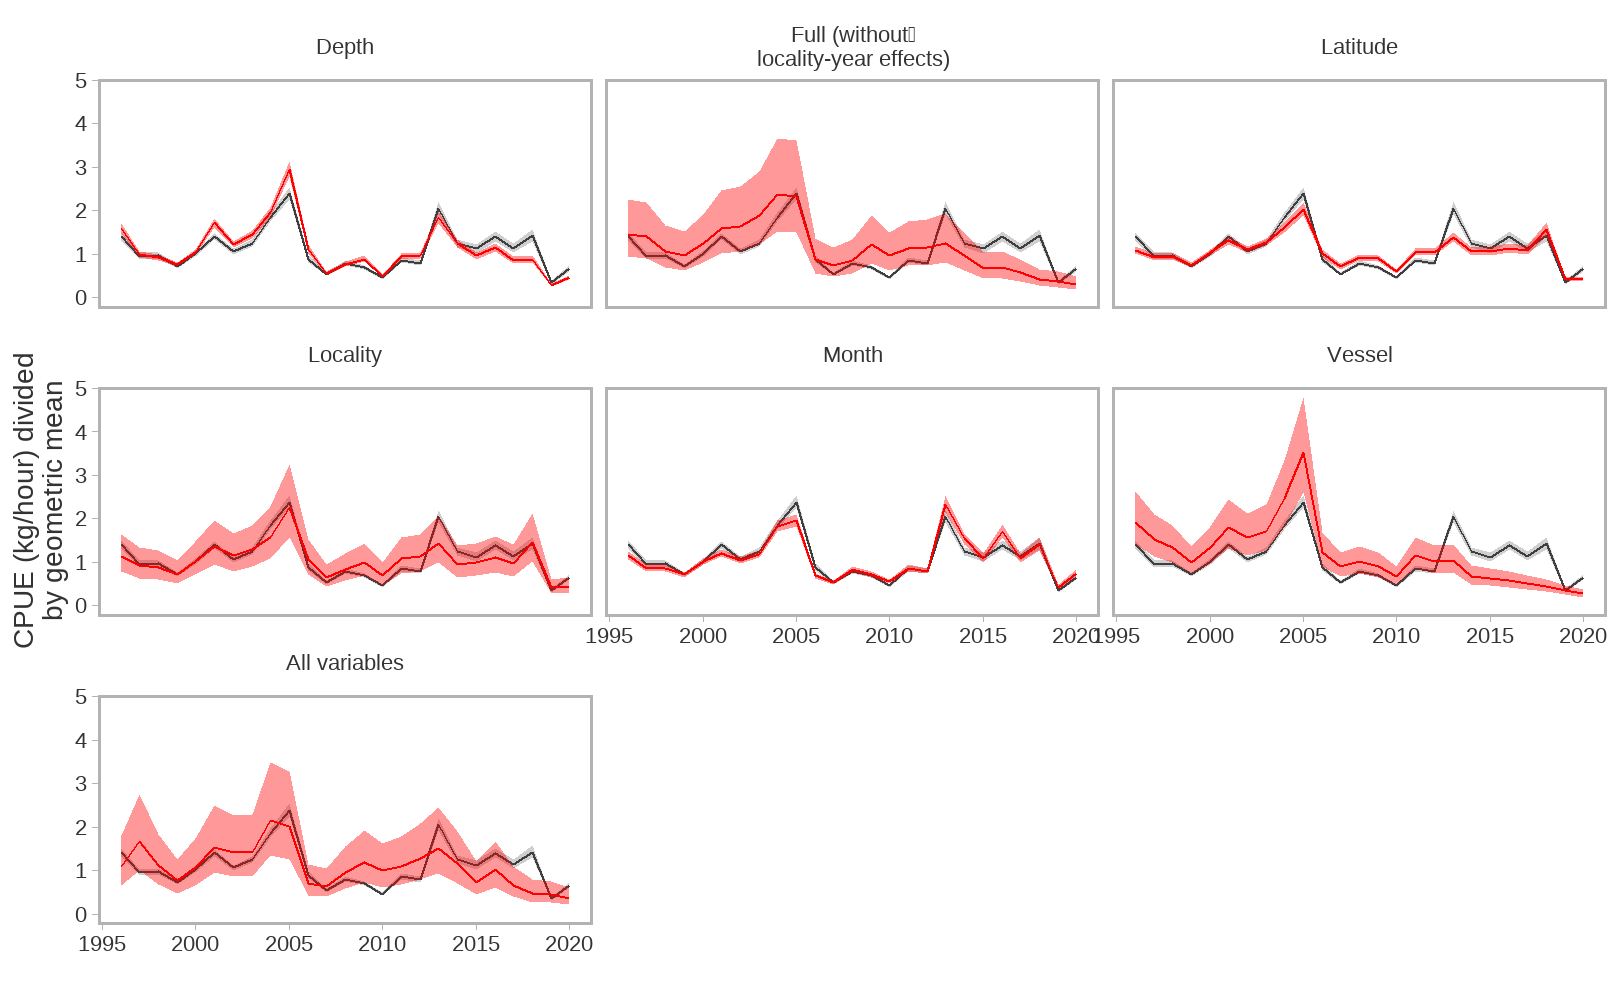 Depth
Full (without
locality-year effects)
Latitude
5
4
3
2
1
0
Locality
Month
Vessel
CPUE (kg/hour) divided
by geometric mean
5
4
3
2
1
0
1995 2000 2005 2010 2015 2020
1995 2000 2005 2010 2015 2020
All variables
5
4
3
2
1
0
1995 2000 2005 2010 2015 2020